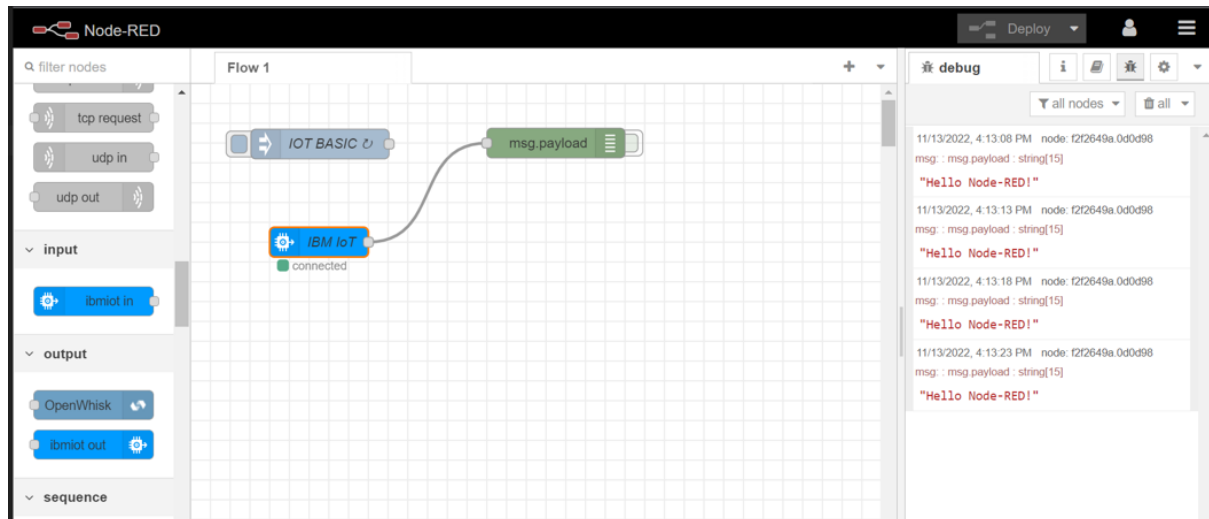 Node-RED
Deploy
filter nodes
tcp request
udp in
udp out
input
ibmiot in
output
OpenWhisk
ibmiot out
sequence
Flow 1
IOT BASIC ↻
msg.payload
IBM IoT
connected
debug
i
all nodes
all
11/13/2022, 4:13:08 PM node: f2f2649a.0d0d98
msg: : msg.payload : string[15]
"Hello Node-RED!"
11/13/2022, 4:13:13 PM node: f2f2649a.0d0d98
msg: : msg.payload : string[15]
"Hello Node-RED!"
11/13/2022, 4:13:18 PM node: f2f2649a.0d0d98
msg: : msg.payload : string[15]
"Hello Node-RED!"
11/13/2022, 4:13:23 PM node: f2f2649a.0d0d98
msg: : msg.payload : string[15]
"Hello Node-RED!"